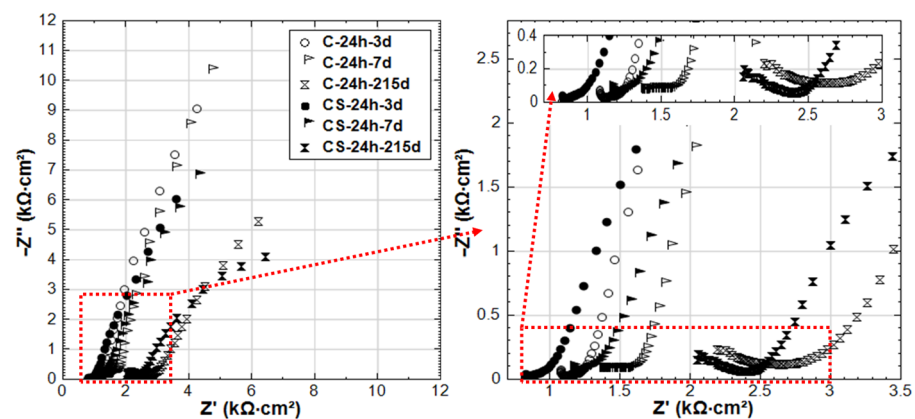 12
11
10
9
8
7
6
5
4
3
2
1
0
−Z'' (kΩ·cm²)
0 2 4 6 8 10 12
Z' (kΩ·cm²)
C-24h-3d
C-24h-7d
C-24h-215d
CS-24h-3d
CS-24h-7d
CS-24h-215d
2.5
2
1.5
1
0.5
0
−Z'' (kΩ·cm²)
0.4
0.2
0
1 1.5 2 2.5 3
1 1.5 2 2.5 3 3.5
Z' (kΩ·cm²)